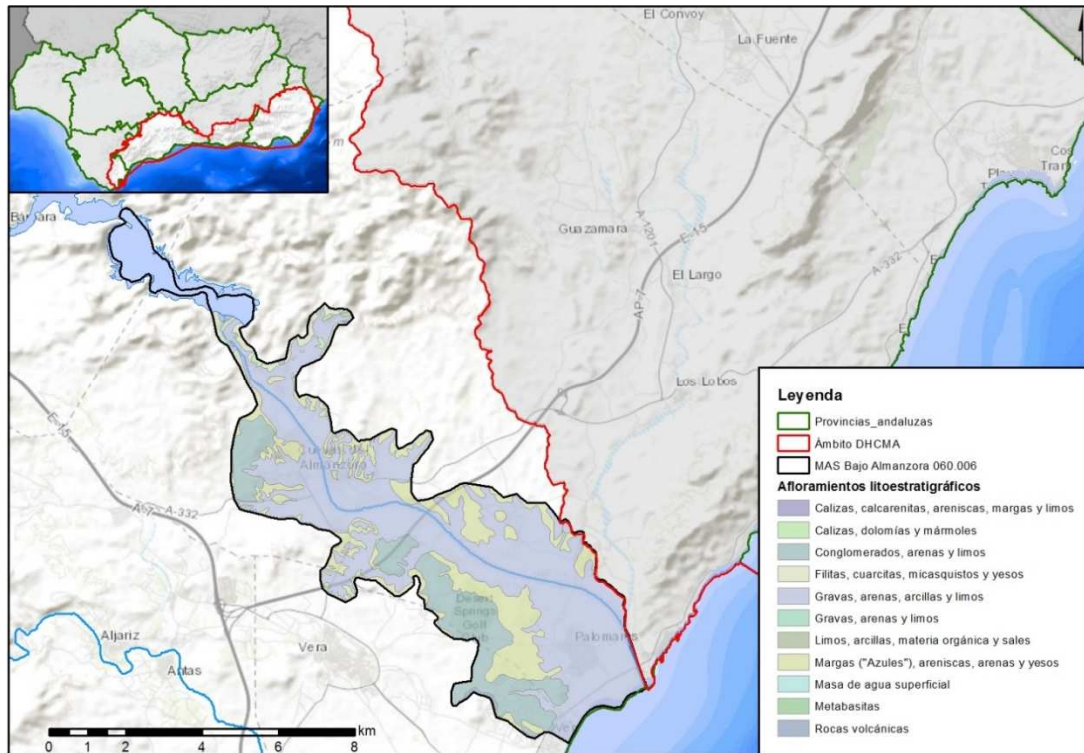 El Convoy
La Fuente
Guazamara
A-1201
E-15
El Largo
A-332
AP-7
Los Lobos
E-15
A-7
A-332
Palomares
Desert
Springs
Golf
Club
Aljariz
Antas
Vera
0 1 2 4 6 8
km
Leyenda
Provincias_andaluzas
Ámbito DHCMA
MAS Bajo Almanzora 060.006
Afloramientos litoestratigráficos
Calizas, calcarenitas, areniscas, margas y limos
Calizas, dolomías y mármoles
Conglomerados, arenas y limos
Filitas, cuarcitas, micasquistos y yesos
Gravas, arenas, arcillas y limos
Gravas, arenas y limos
Limos, arcillas, materia orgánica y sales
Margas ("Azules"), areniscas, arenas y yesos
Masa de agua superficial
Metabasitas
Rocas volcánicas